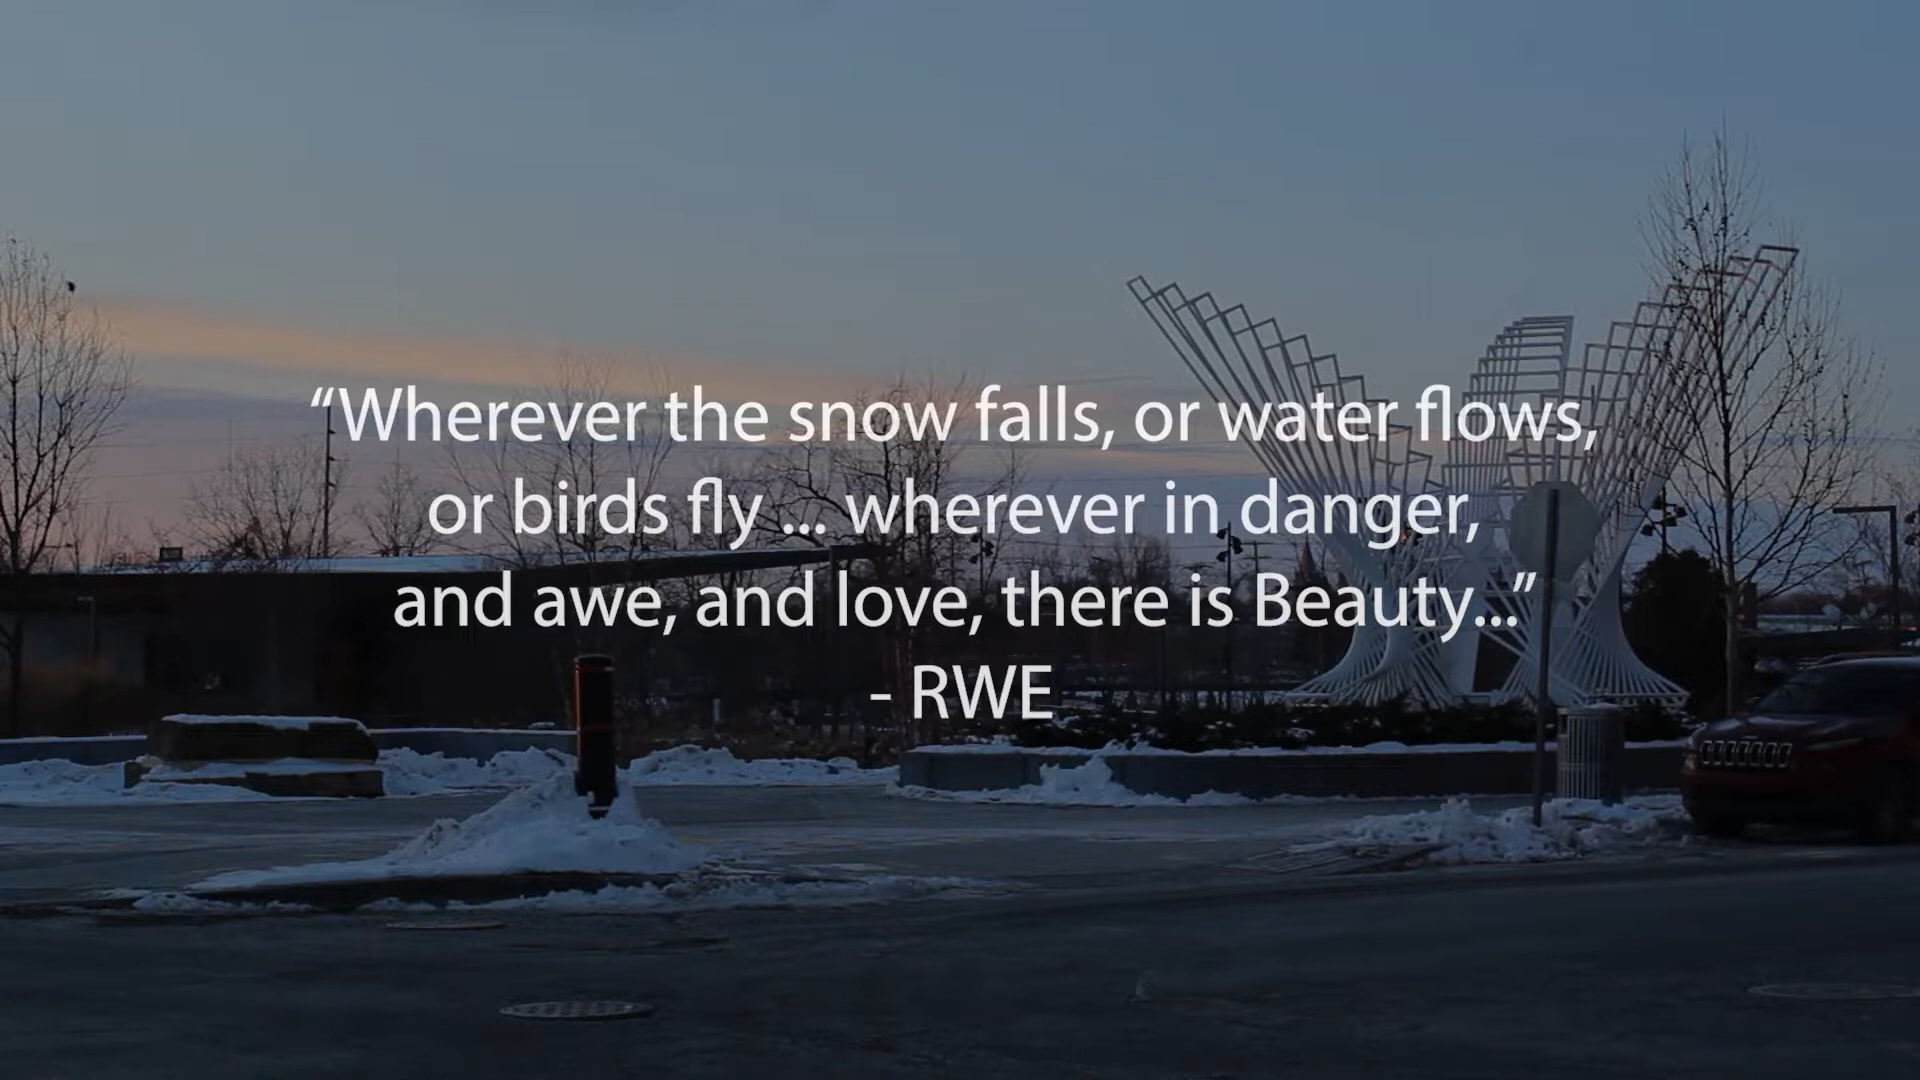 “Wherever the snow falls, or water flows,
or birds fly ... wherever in danger,
and awe, and love, there is Beauty...”
- RWE